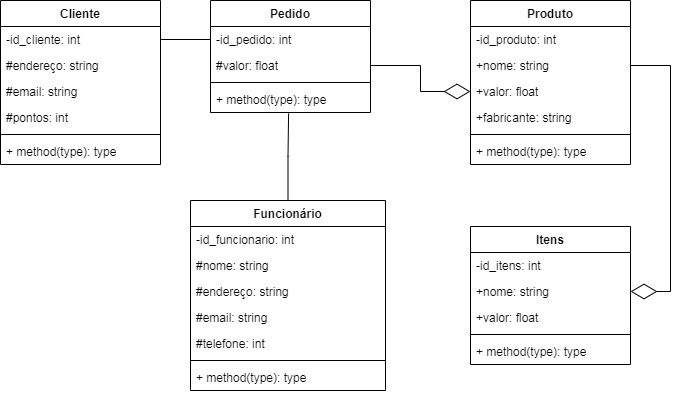 Cliente
-id_cliente: int
#endereço: string
#email: string
#pontos: int
+ method(type): type
Pedido
-id_pedido: int
#valor: float
+ method(type): type
Produto
-id_produto: int
+nome: string
+valor: float
+fabricante: string
+ method(type): type
Funcionário
-id_funcionario: int
#nome: string
#endereço: string
#email: string
#telefone: int
+ method(type): type
Itens
-id_itens: int
+nome: string
+valor: float
+ method(type): type